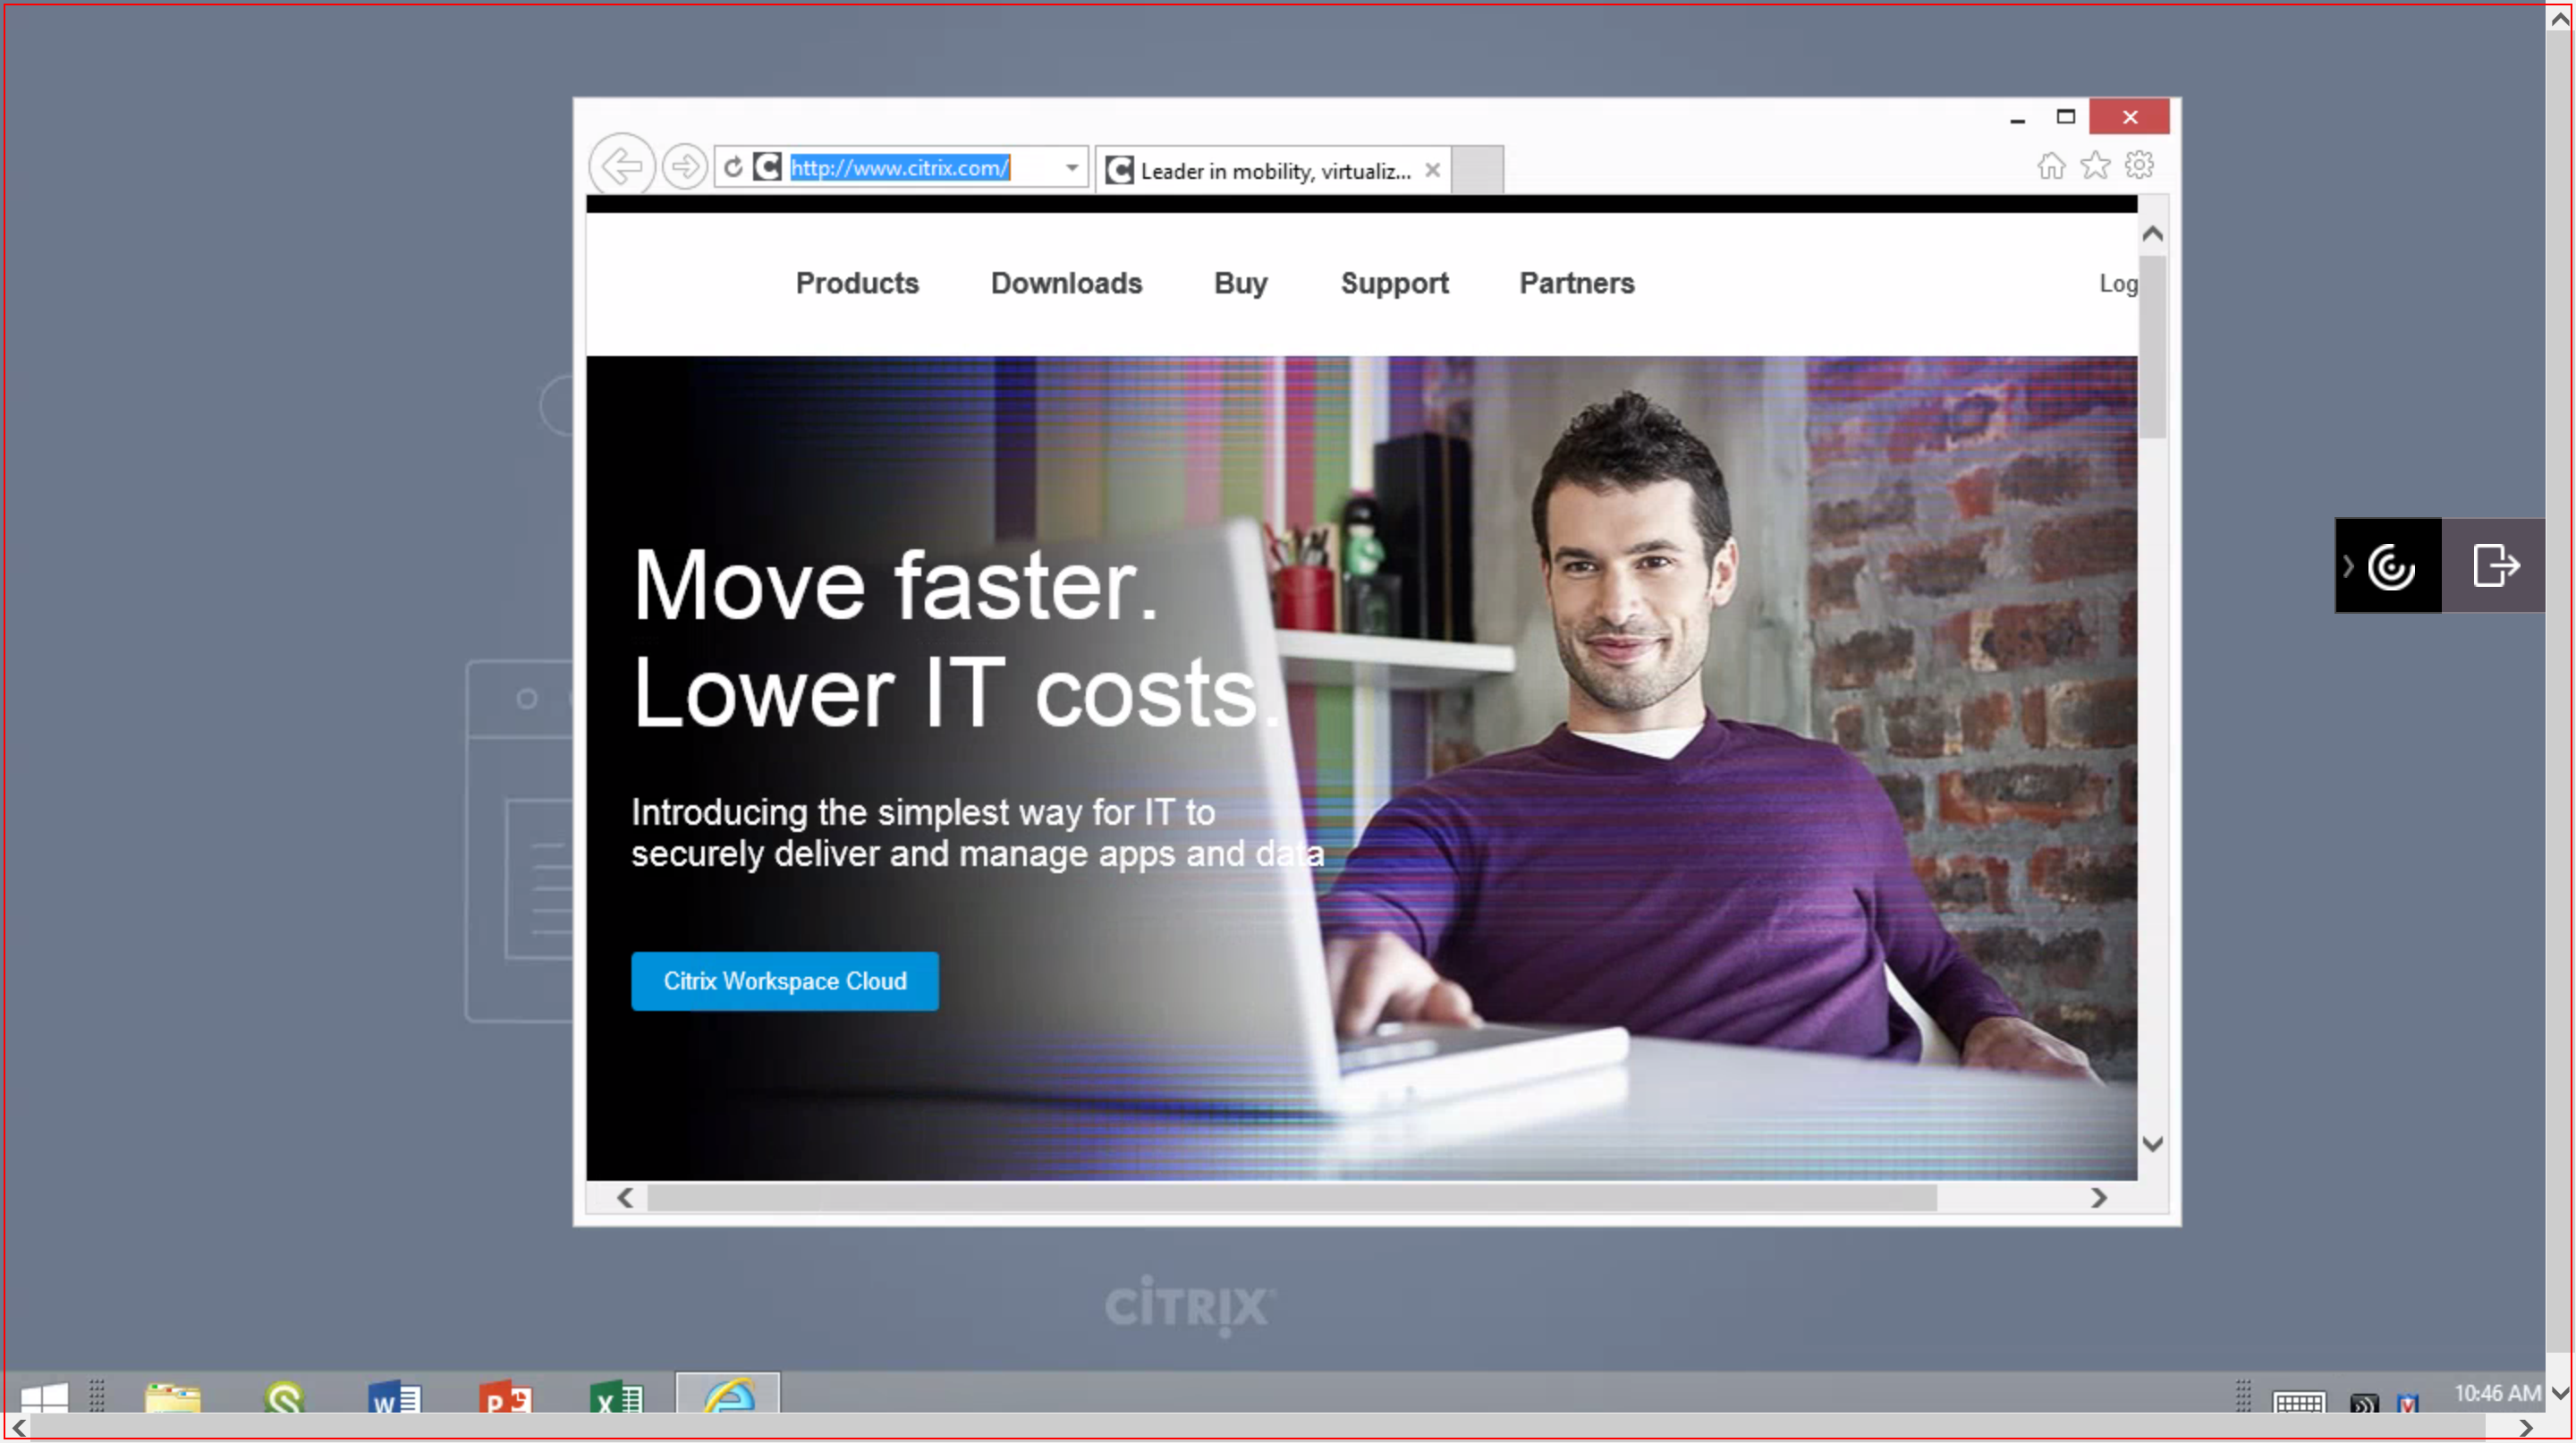 http://www.citrix.com/
Leader in mobility, virtualiz...
Products Downloads Buy Support Partners Log
Move faster.
Lower IT costs.
Introducing the simplest way for IT to
securely deliver and manage apps and data
Citrix Workspace Cloud
CiTRIX
10:46 AM